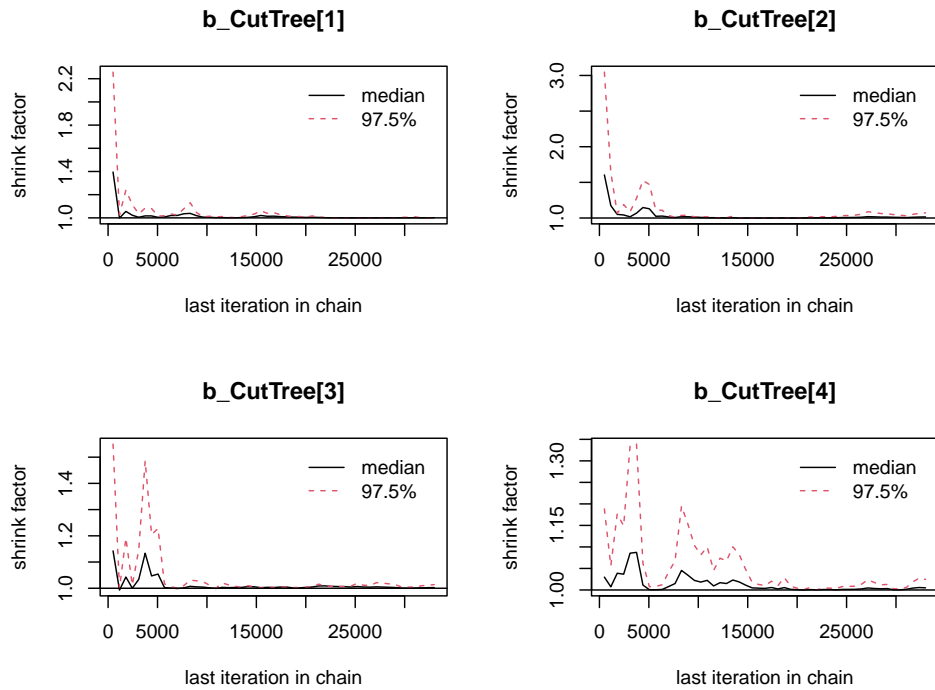 b_CutTree[1]
shrink factor
1.0 1.4 1.8 2.2
median
97.5%
0 5000 15000 25000
last iteration in chain
b_CutTree[2]
shrink factor
1.0 2.0 3.0
median
97.5%
0 5000 15000 25000
last iteration in chain
b_CutTree[3]
shrink factor
1.0 1.2 1.4
median
97.5%
0 5000 15000 25000
last iteration in chain
b_CutTree[4]
shrink factor
1.00 1.15 1.30
median
97.5%
0 5000 15000 25000
last iteration in chain